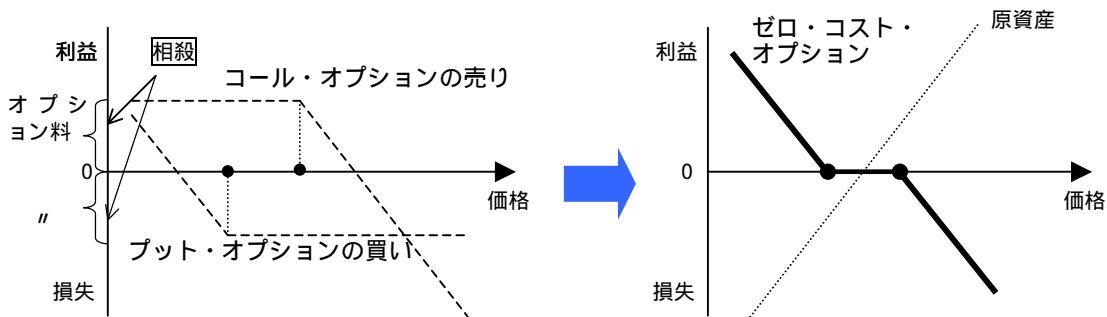 利益
相殺
コール・オプションの売り
オプシ
ョン料
0
〃
価格
プット・オプションの買い
損失
ゼロ・コスト・
オプション
原資産
利益
0
価格
損失